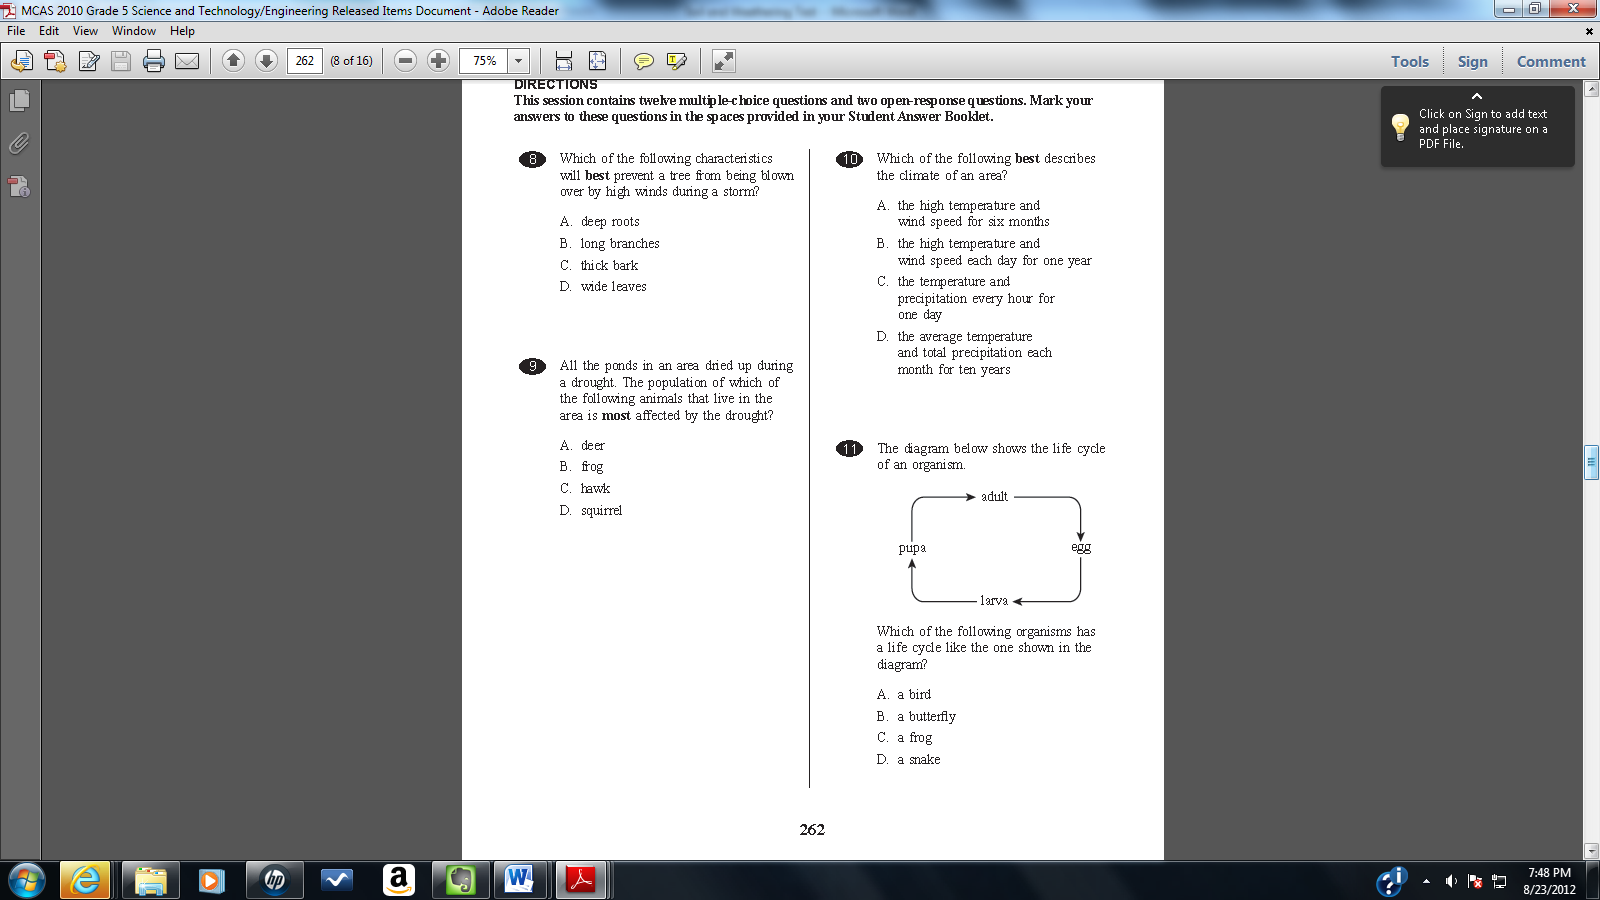 MCAS 2010 Grade 5 Science and Technology/Engineering Released Items Document - Adobe Reader
File Edit View Window Help
262 (8 of 16) 75% Tools Sign Comment
Click on Sign to add text
and place signature on a
PDF File.
DIRECTIONS
This session contains twelve multiple-choice questions and two open-response questions. Mark your
answers to these questions in the spaces provided in your Student Answer Booklet.
8 Which of the following characteristics
will best prevent a tree from being blown
over by high winds during a storm?
A. deep roots
B. long branches
C. thick bark
D. wide leaves
9 All the ponds in an area dried up during
a drought. The population of which of
the following animals that live in the
area is most affected by the drought?
A. deer
B. frog
C. hawk
D. squirrel
10 Which of the following best describes
the climate of an area?
A. the high temperature and
wind speed for six months
B. the high temperature and
wind speed each day for one year
C. the temperature and
precipitation every hour for
one day
D. the average temperature
and total precipitation each
month for ten years
11 The diagram below shows the life cycle
of an organism.
adult
pupa egg
larva
Which of the following organisms has
a life cycle like the one shown in the
diagram?
A. a bird
B. a butterfly
C. a frog
D. a snake
262
7:48 PM
8/23/2012